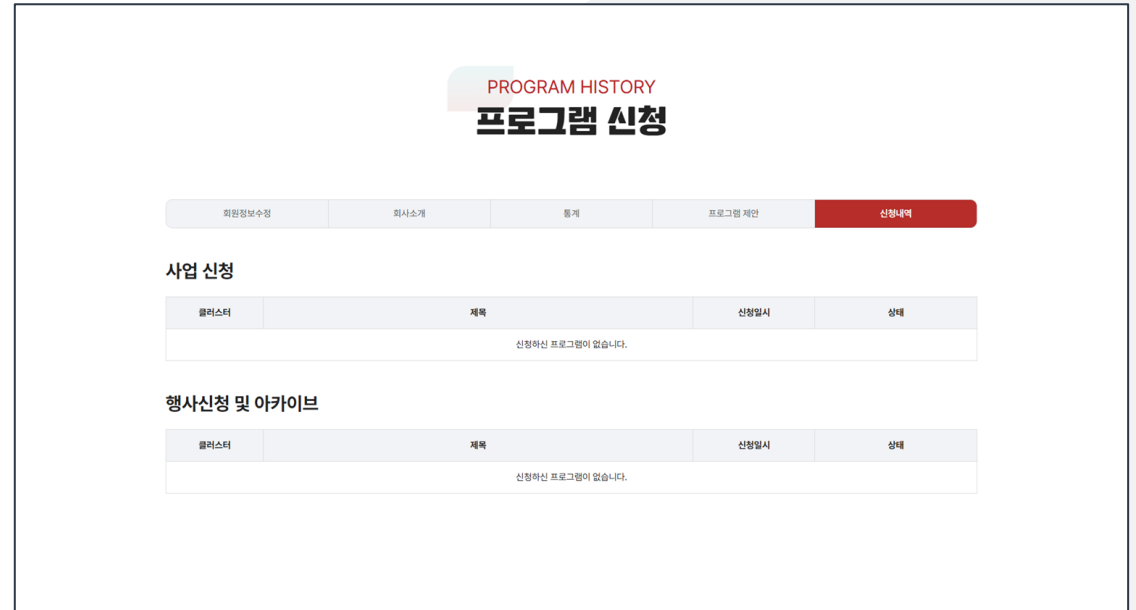 PROGRAM HISTORY
프로그램 신청
회원정보수정 회사소개 통계 프로그램 제안 신청내역
사업 신청
클러스터 제목 신청일시 상태
신청하신 프로그램이 없습니다.
행사신청 및 아카이브
클러스터 제목 신청일시 상태
신청하신 프로그램이 없습니다.